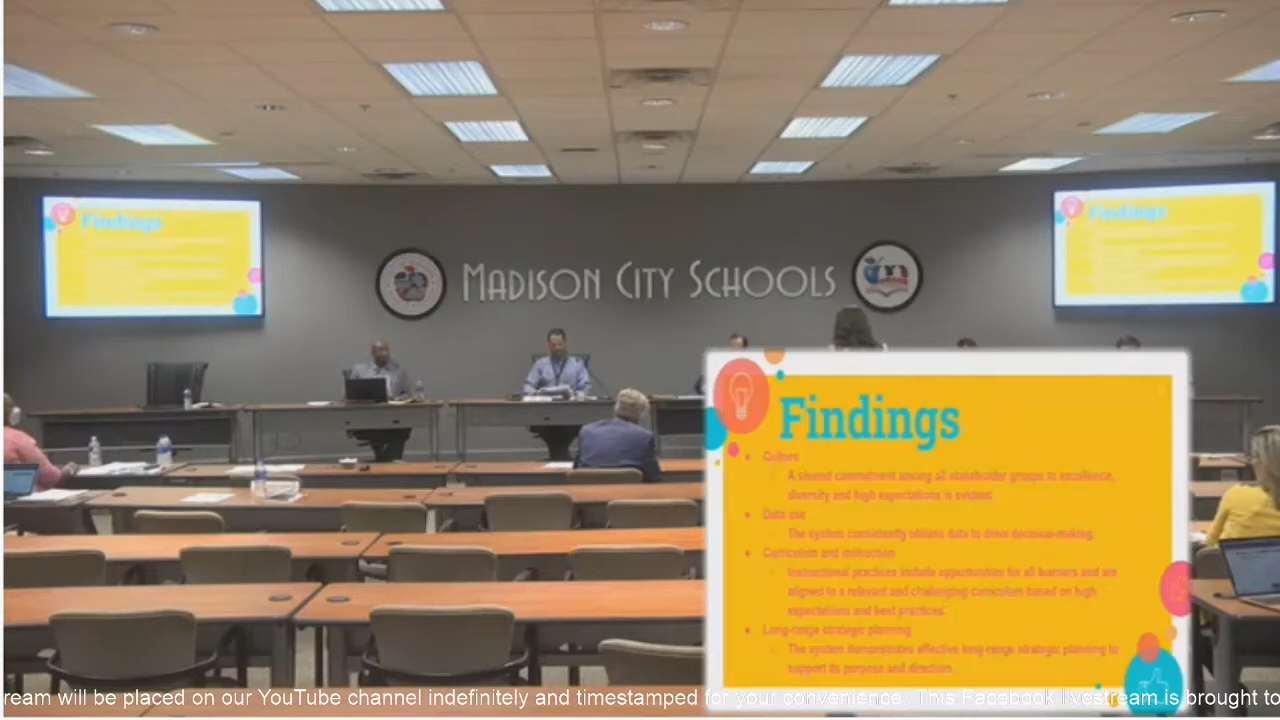 Findings
Findings
MADISON CITY SCHOOLS
Findings
Culture
A shared commitment among all stakeholder groups to excellence,
diversity and high expectations is evident
Data use
The system consistently utilizes data to drive decision-making.
Curriculum and instruction
Instructional practices include opportunities for all learners and are
aligned to a relevant and challenging curriculum based on high
expectations and best practices.
Long-range strategic planning
The system demonstrates effective long-range strategic planning to
support its purpose and direction.
ream will be placed on our YouTube channel indefinitely and timestamped for your convenience. This Facebook livestream is brought to